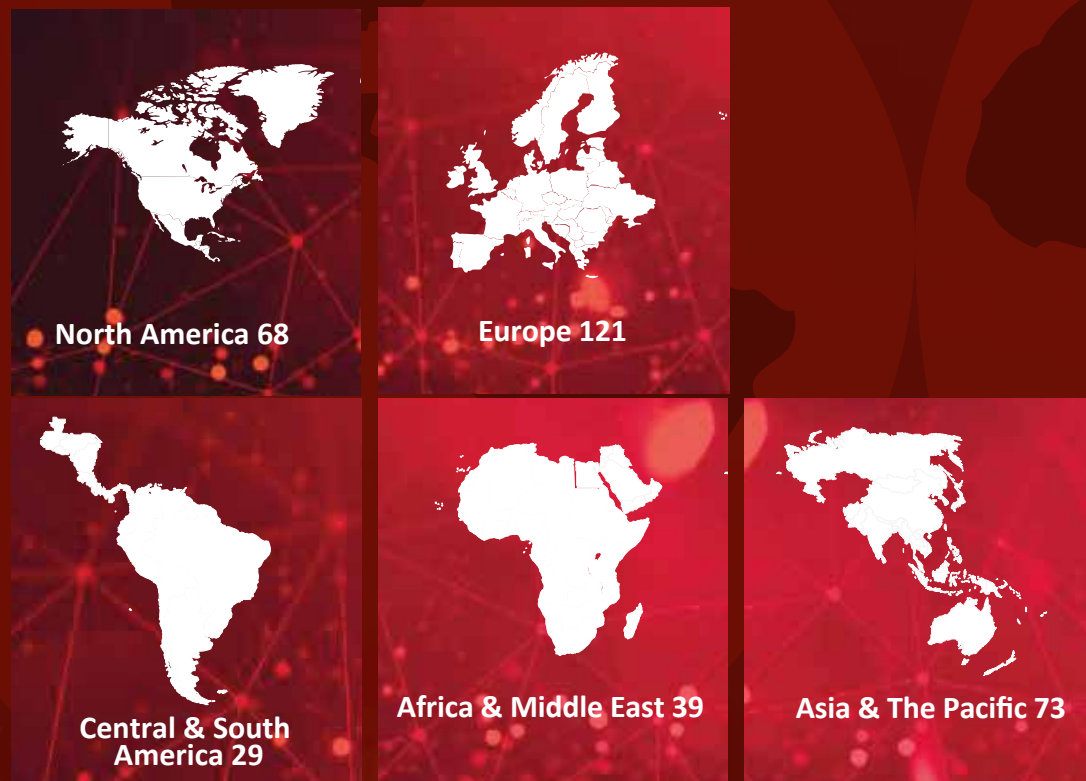 North America 68
Europe 121
Central & South
America 29
Africa & Middle East 39
Asia & The Pacific 73